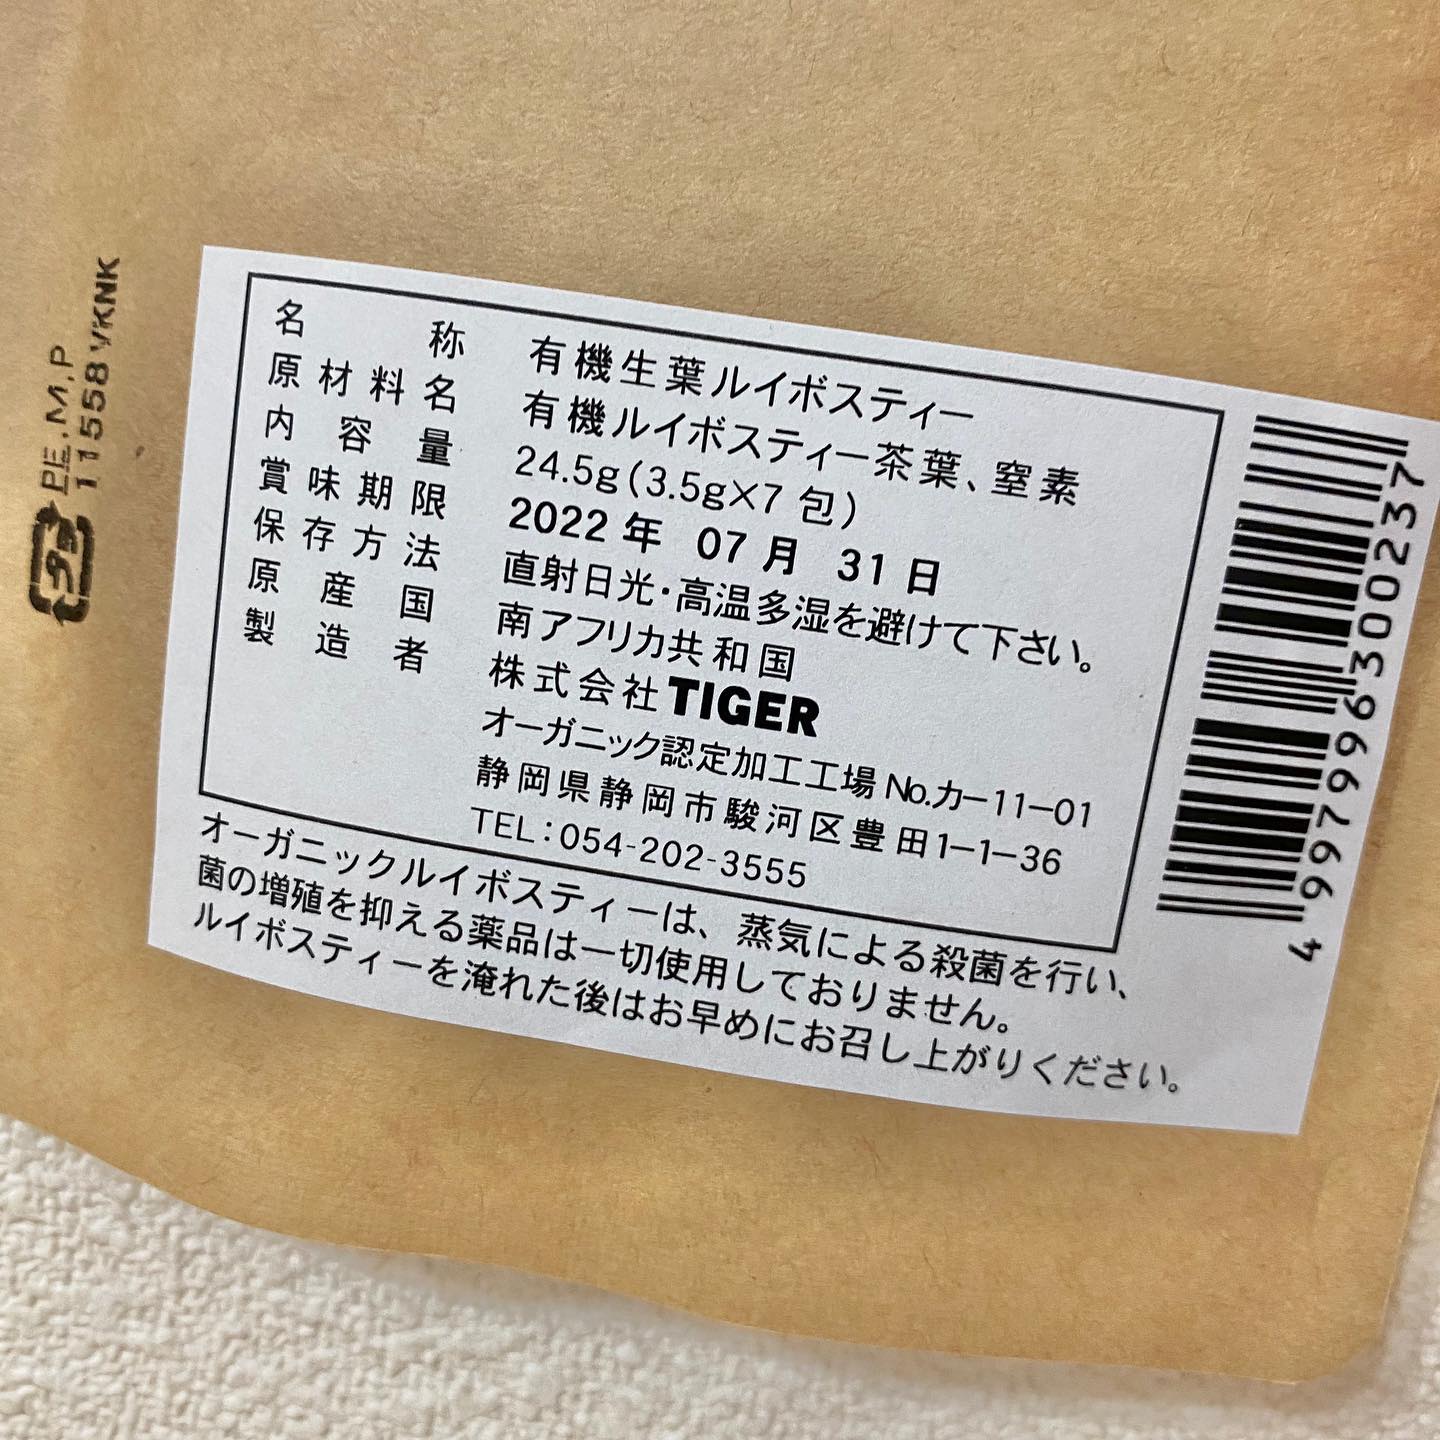 名称 有機生葉ルイボスティー
原材料名 有機ルイボスティー茶葉、窒素
内容量 24.5g(3.5g×7包)
賞味期限 2022年 07月 31日
保存方法 直射日光・高温多湿を避けて下さい。
原産国 南アフリカ共和国
製造者 株式会社TIGER
オーガニック認定加工工場 No.カ-11-01
静岡県静岡市駿河区豊田1-1-36
TEL:054-202-3555
オーガニックルイボスティーは、蒸気による殺菌を行い、
菌の増殖を抑える薬品は一切使用しておりません。
ルイボスティーを淹れた後はお早めにお召し上がりください。
4997996300237
プラ
PE.M,P
11558VKNK